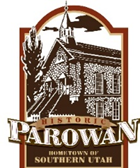 HISTORIC
PAROWAN
HOMETOWN OF
SOUTHERN UTAH